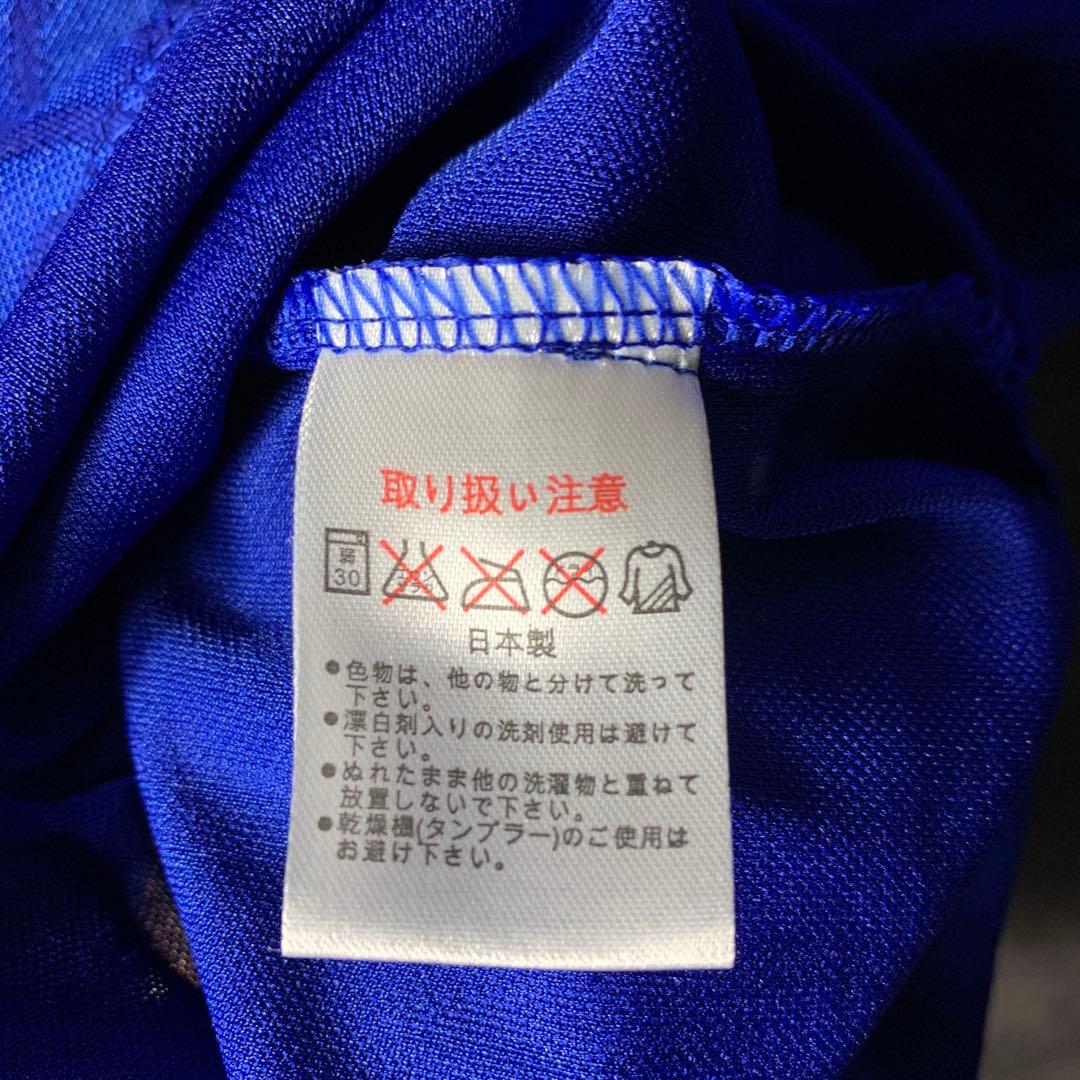 取り扱い注意
弱
30
日本製
●色物は、他の物と分けて洗って
下さい。
●漂白剤入りの洗剤使用は避けて
下さい。
●ぬれたまま他の洗濯物と重ねて
放置しないで下さい。
●乾燥機(タンブラー)のご使用は
お避け下さい。